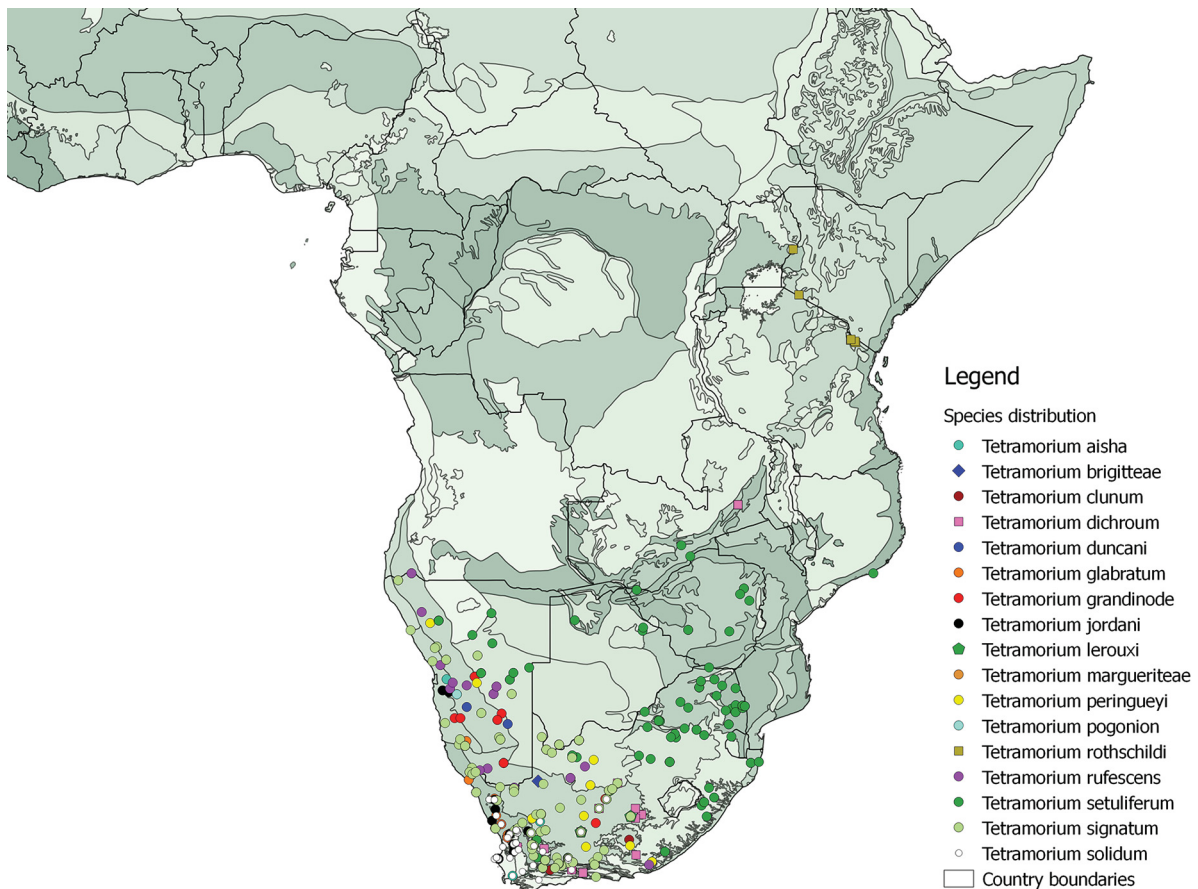 Legend
Species distribution
Tetramorium aisha
Tetramorium brigitteae
Tetramorium clunum
Tetramorium dichroum
Tetramorium duncani
Tetramorium glabratum
Tetramorium grandinode
Tetramorium jordani
Tetramorium lerouxi
Tetramorium margueriteae
Tetramorium peringueyi
Tetramorium pogonion
Tetramorium rothschildi
Tetramorium rufescens
Tetramorium setuliferum
Tetramorium signatum
Tetramorium solidum
Country boundaries